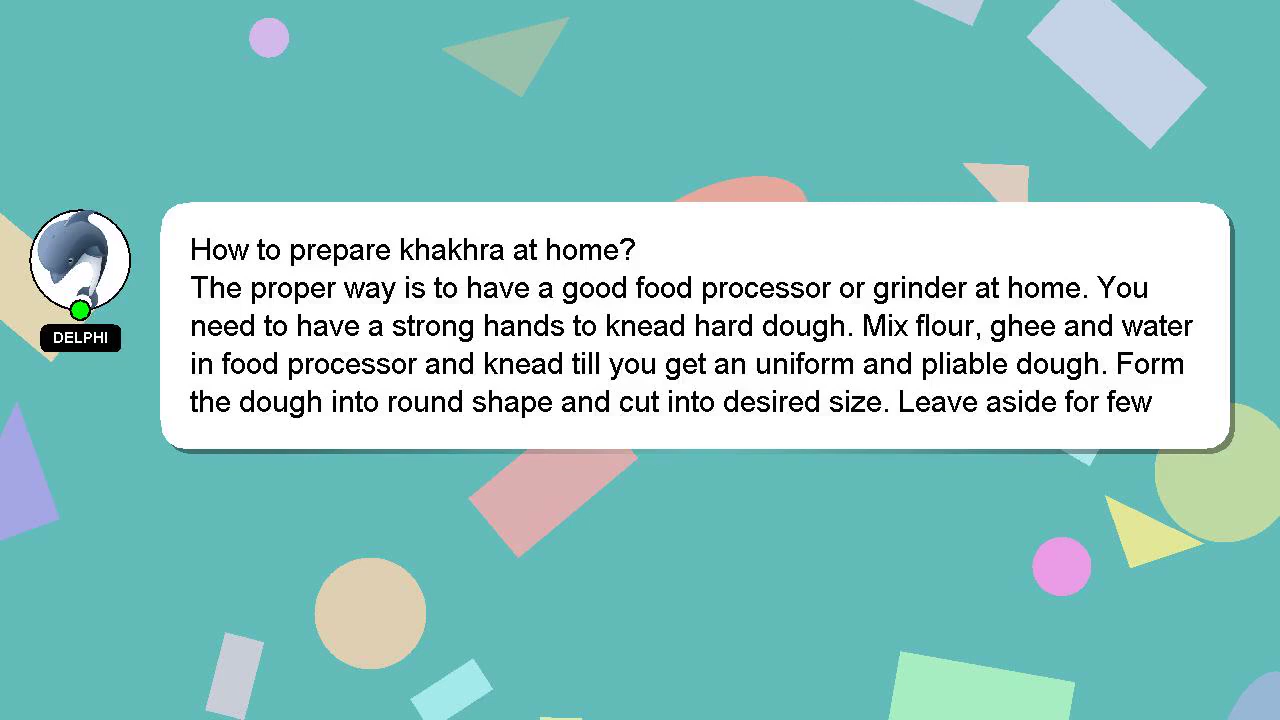 How to prepare khakhra at home?
The proper way is to have a good food processor or grinder at home. You
need to have a strong hands to knead hard dough. Mix flour, ghee and water
in food processor and knead till you get an uniform and pliable dough. Form
the dough into round shape and cut into desired size. Leave aside for few
DELPHI